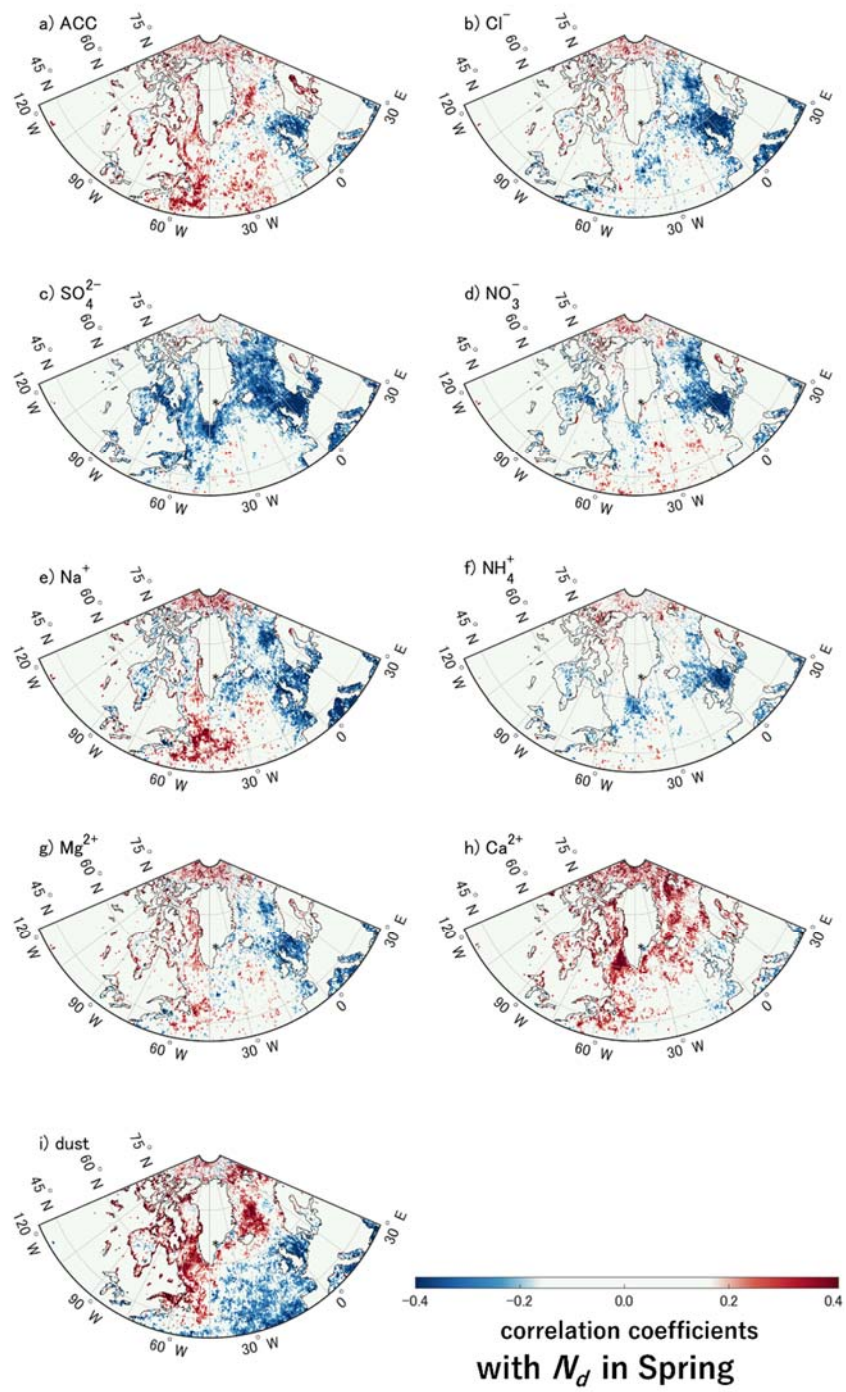 a) ACC
75° N
60° N
45° N
120° W
90° W
60° W
30° W
0°
30° E
b) Cl⁻
75° N
60° N
45° N
120° W
90° W
60° W
30° W
0°
30° E
c) SO₄²⁻
75° N
60° N
45° N
120° W
90° W
60° W
30° W
0°
30° E
d) NO₃⁻
75° N
60° N
45° N
120° W
90° W
60° W
30° W
0°
30° E
e) Na⁺
75° N
60° N
45° N
120° W
90° W
60° W
30° W
0°
30° E
f) NH₄⁺
75° N
60° N
45° N
120° W
90° W
60° W
30° W
0°
30° E
g) Mg²⁺
75° N
60° N
45° N
120° W
90° W
60° W
30° W
0°
30° E
h) Ca²⁺
75° N
60° N
45° N
120° W
90° W
60° W
30° W
0°
30° E
i) dust
75° N
60° N
45° N
120° W
90° W
60° W
30° W
0°
30° E
−0.4 −0.2 0.0 0.2 0.4
correlation coefficients
with N_d in Spring